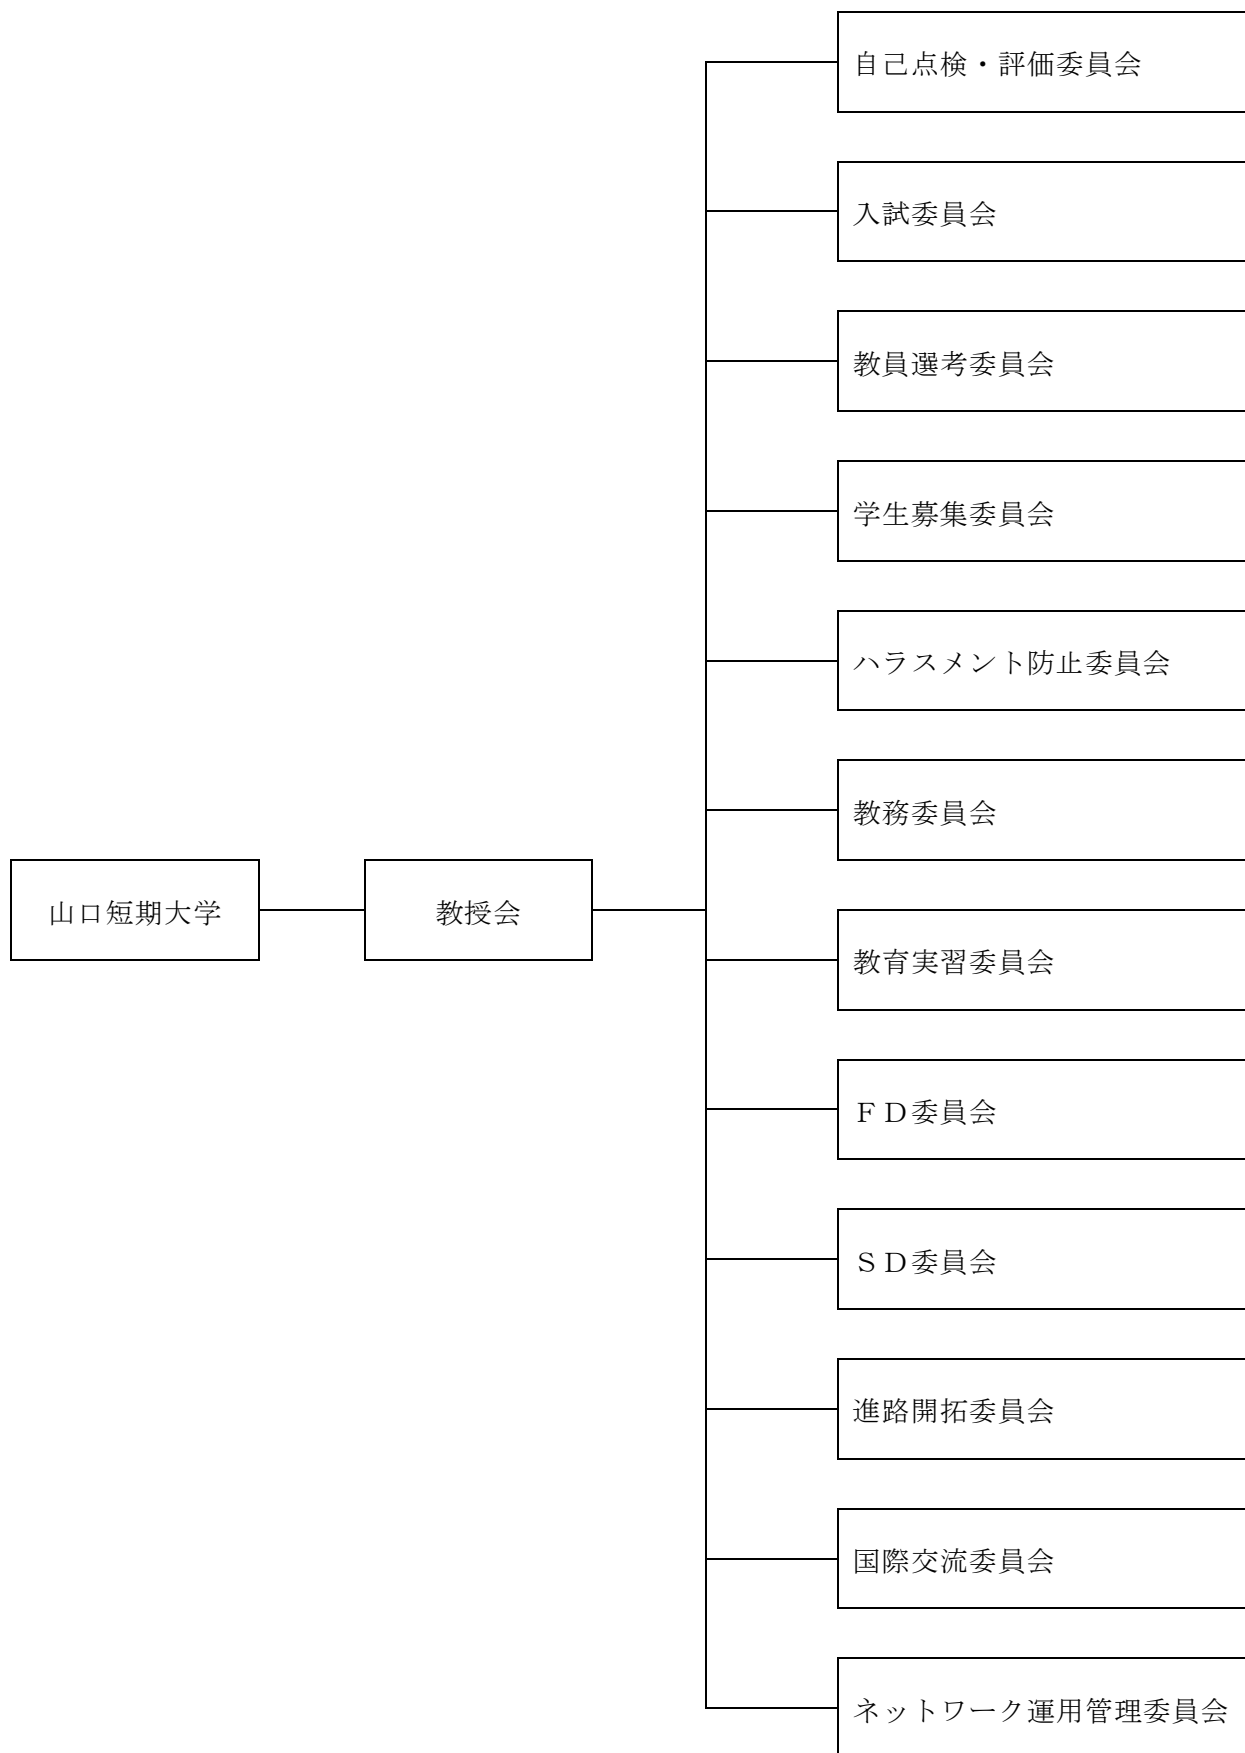 山口短期大学
教授会
自己点検・評価委員会
入試委員会
教員選考委員会
学生募集委員会
ハラスメント防止委員会
教務委員会
教育実習委員会
ＦＤ委員会
ＳＤ委員会
進路開拓委員会
国際交流委員会
ネットワーク運用管理委員会